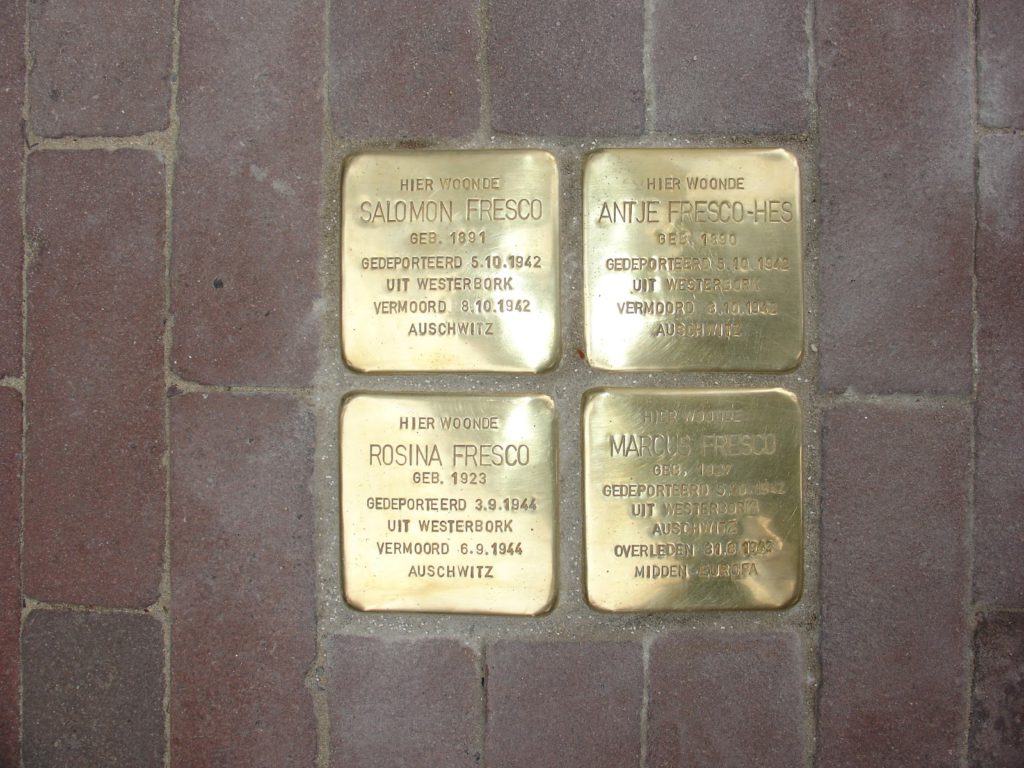 HIER WOONDE
SALOMON FRESCO
GEB. 1891
GEDEPORTEERD 5.10.1942
UIT WESTERBORK
VERMOORD 8.10.1942
AUSCHWITZ
HIER WOONDE
ANTJE FRESCO-HES
GEB. 1890
GEDEPORTEERD 5.10.1942
UIT WESTERBORK
VERMOORD 8.10.1942
AUSCHWITZ
HIER WOONDE
ROSINA FRESCO
GEB. 1923
GEDEPORTEERD 3.9.1944
UIT WESTERBORK
VERMOORD 6.9.1944
AUSCHWITZ
HIER WOONDE
MARCUS FRESCO
GEB.
GEDEPORTEERD
UIT WESTERBORK
AUSCHWITZ
OVERLEDEN
MIDDEN-EUROPA